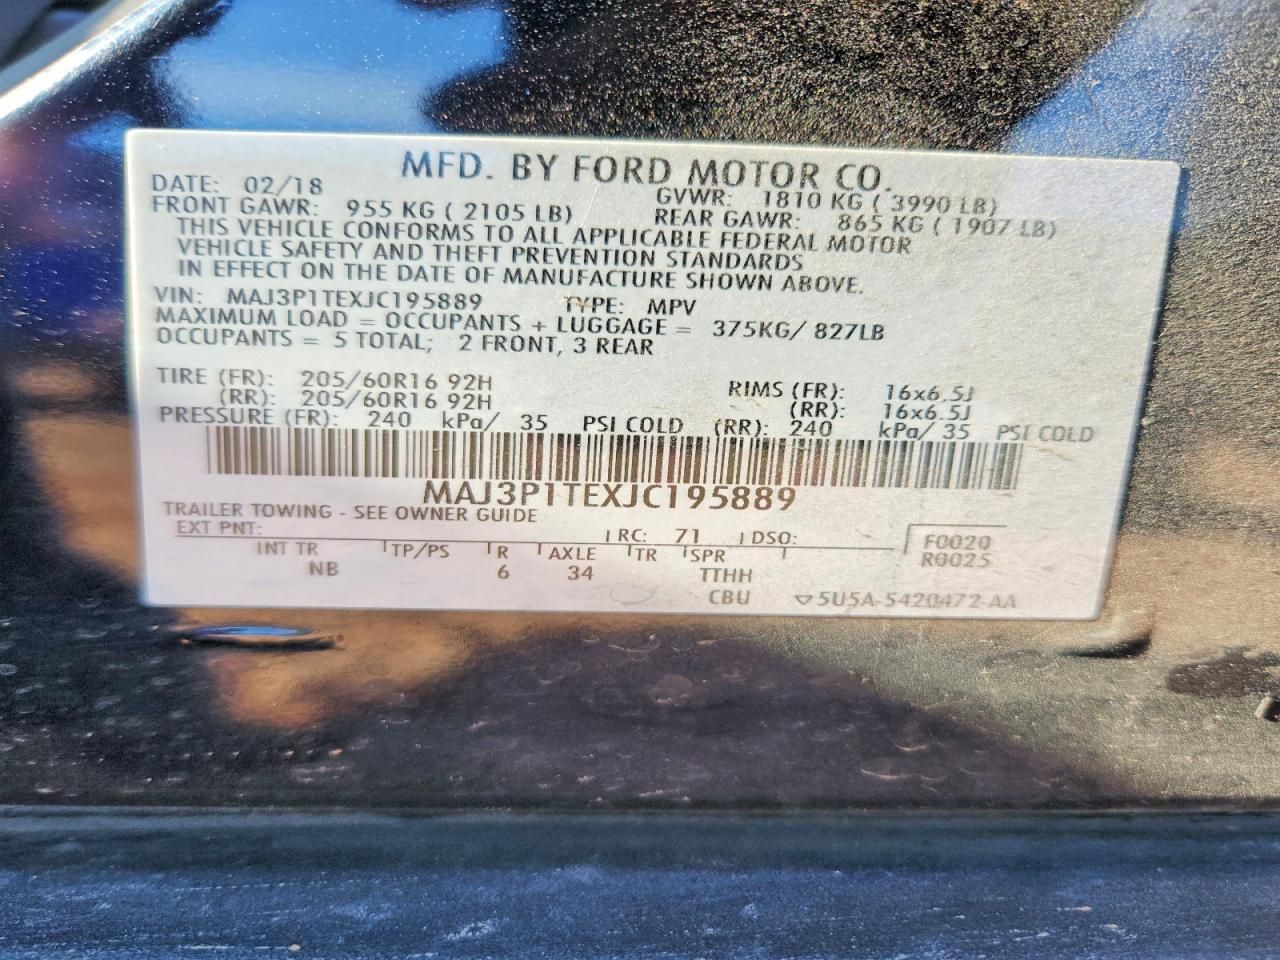 MFD. BY FORD MOTOR CO.
DATE: 02/18 GVWR: 1810 KG ( 3990 LB)
FRONT GAWR: 955 KG ( 2105 LB) REAR GAWR: 865 KG ( 1907 LB)
THIS VEHICLE CONFORMS TO ALL APPLICABLE FEDERAL MOTOR
VEHICLE SAFETY AND THEFT PREVENTION STANDARDS
IN EFFECT ON THE DATE OF MANUFACTURE SHOWN ABOVE.
VIN: MAJ3P1TEXJC195889 TYPE: MPV
MAXIMUM LOAD = OCCUPANTS + LUGGAGE = 375KG/ 827LB
OCCUPANTS = 5 TOTAL; 2 FRONT, 3 REAR
TIRE (FR): 205/60R16 92H RIMS (FR): 16x6.5J
(RR): 205/60R16 92H (RR): 16x6.5J
PRESSURE (FR): 240 kPa/ 35 PSI COLD (RR): 240 kPa/ 35 PSI COLD
MAJ3P1TEXJC195889
TRAILER TOWING - SEE OWNER GUIDE
EXT PNT: RC: 71 DSO: F0020
R0025
INT TR TP/PS R AXLE TR SPR
NB 6 34 TTHH
CBU 5U5A-5420472-AA